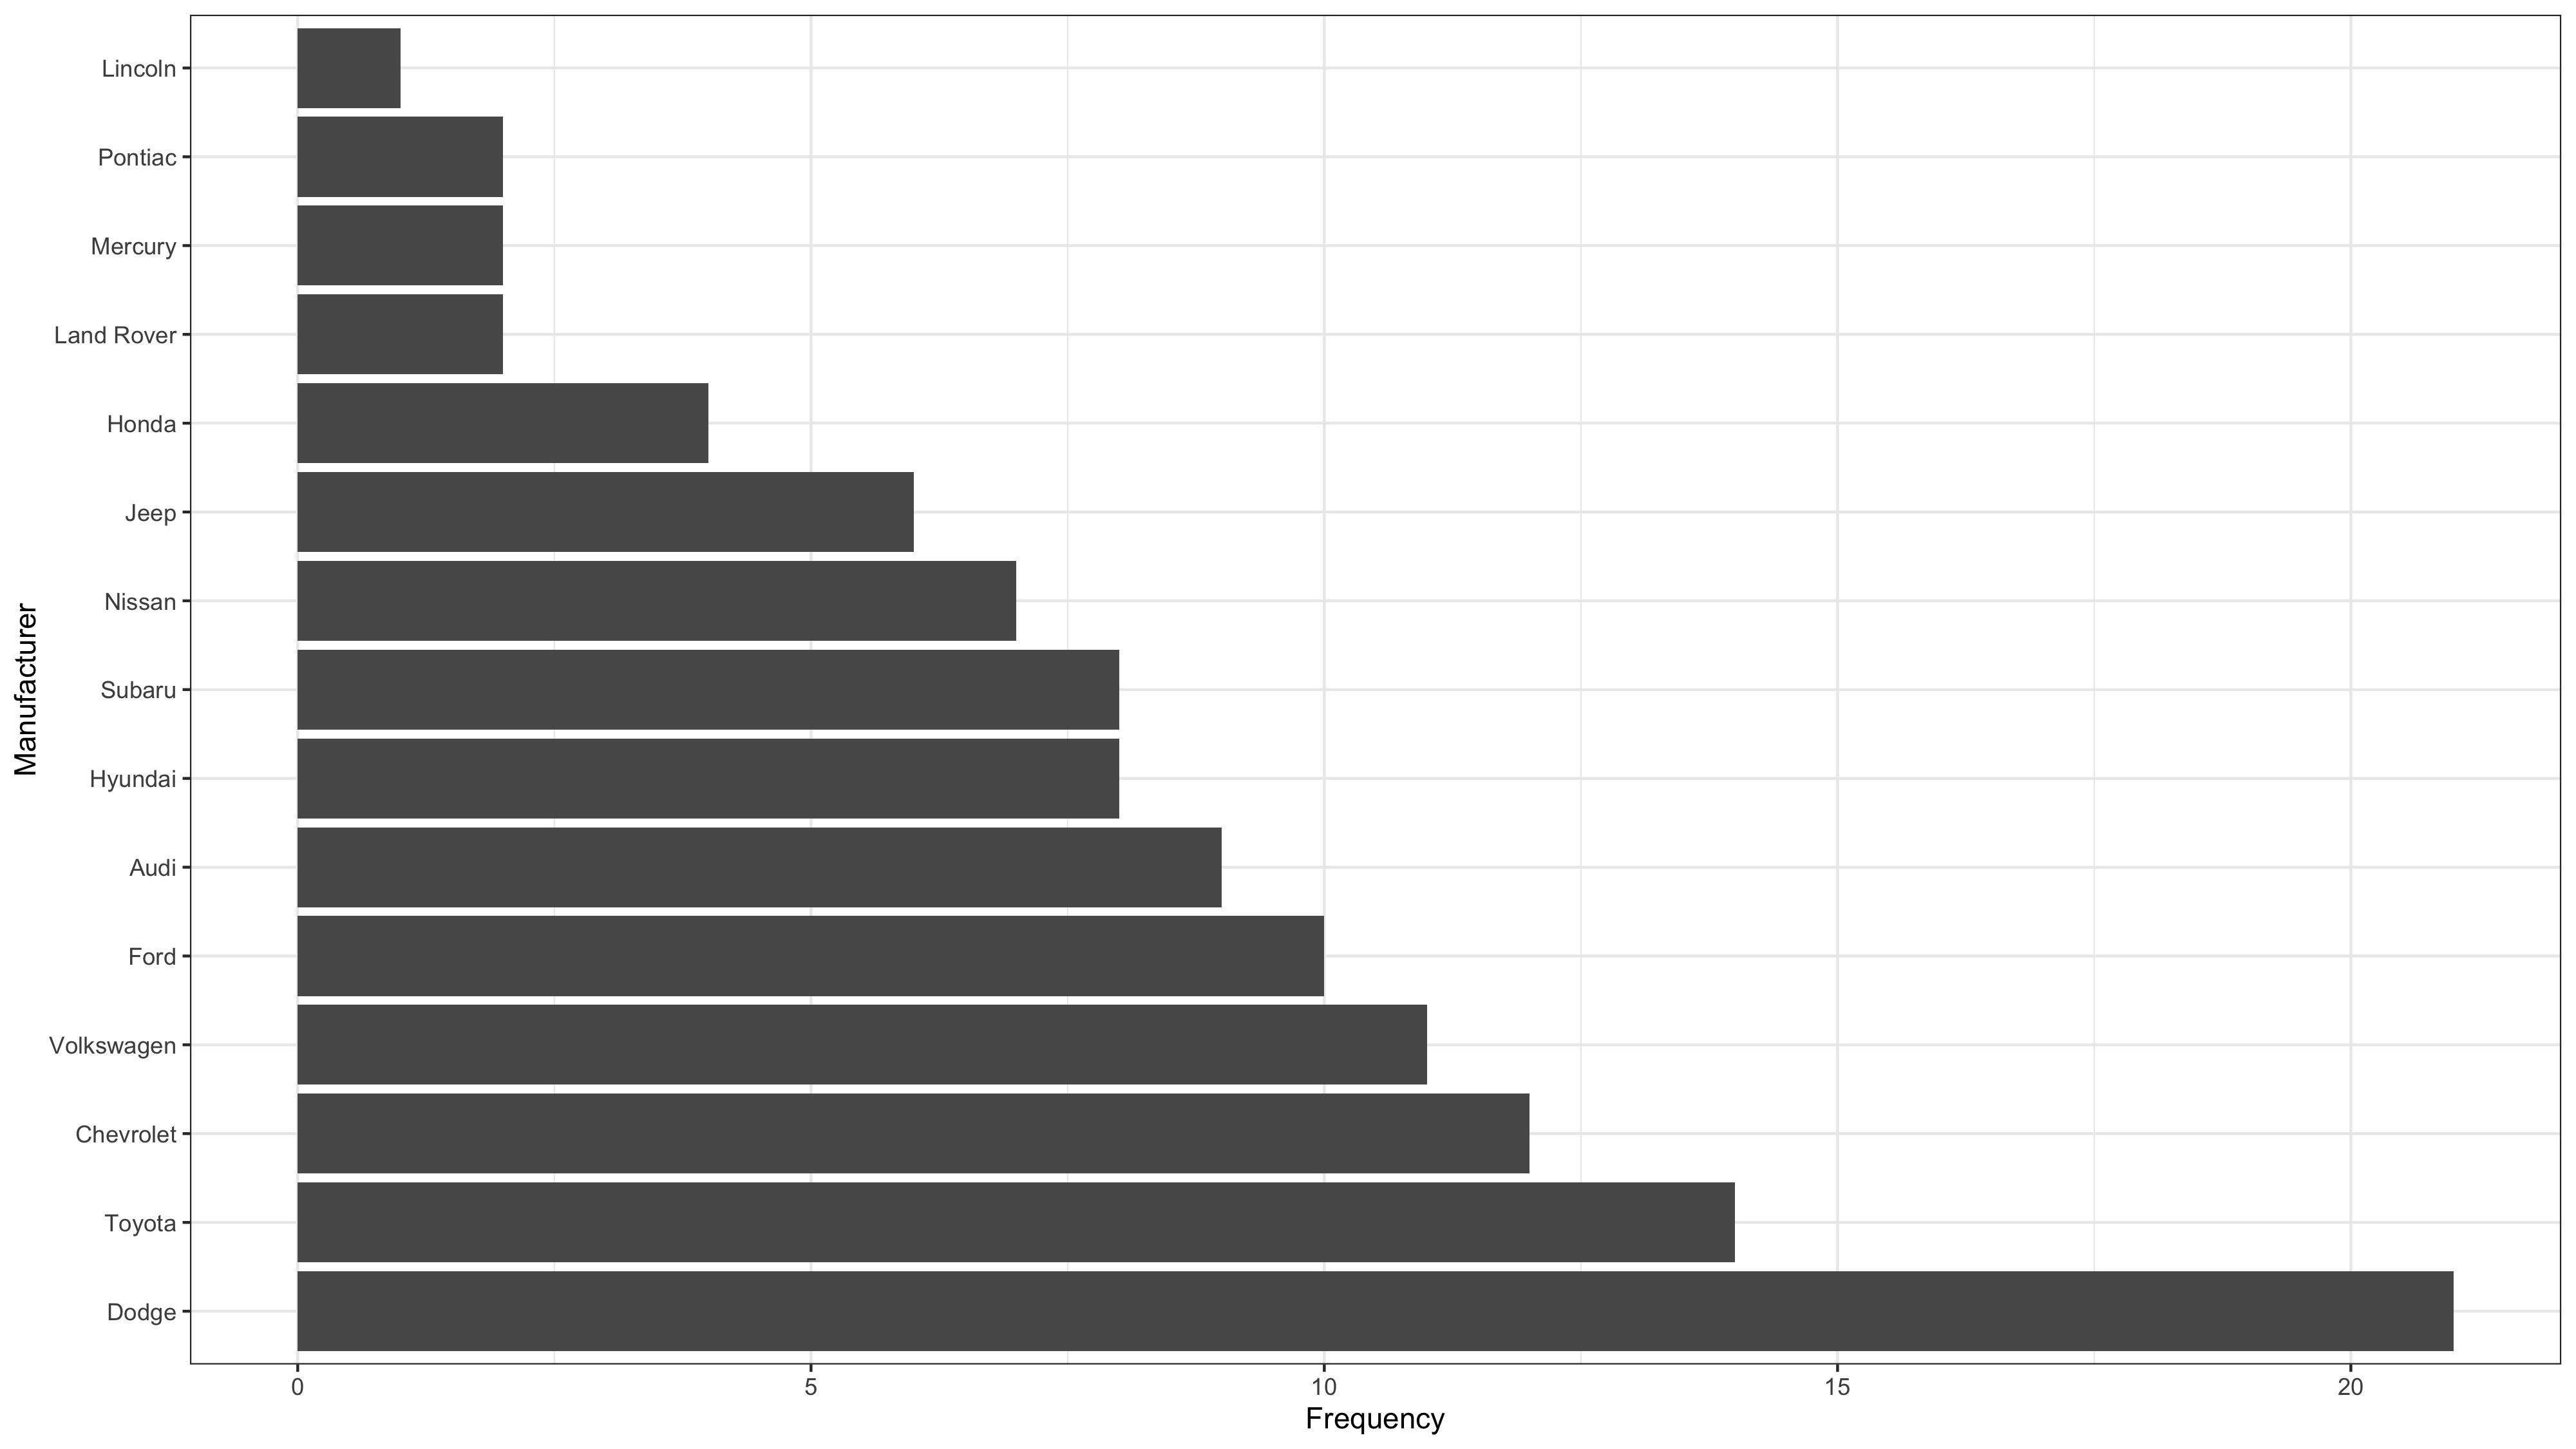 Lincoln
Pontiac
Mercury
Land Rover
Honda
Jeep
Nissan
Subaru
Hyundai
Audi
Ford
Volkswagen
Chevrolet
Toyota
Dodge
Manufacturer
0 5 10 15 20
Frequency